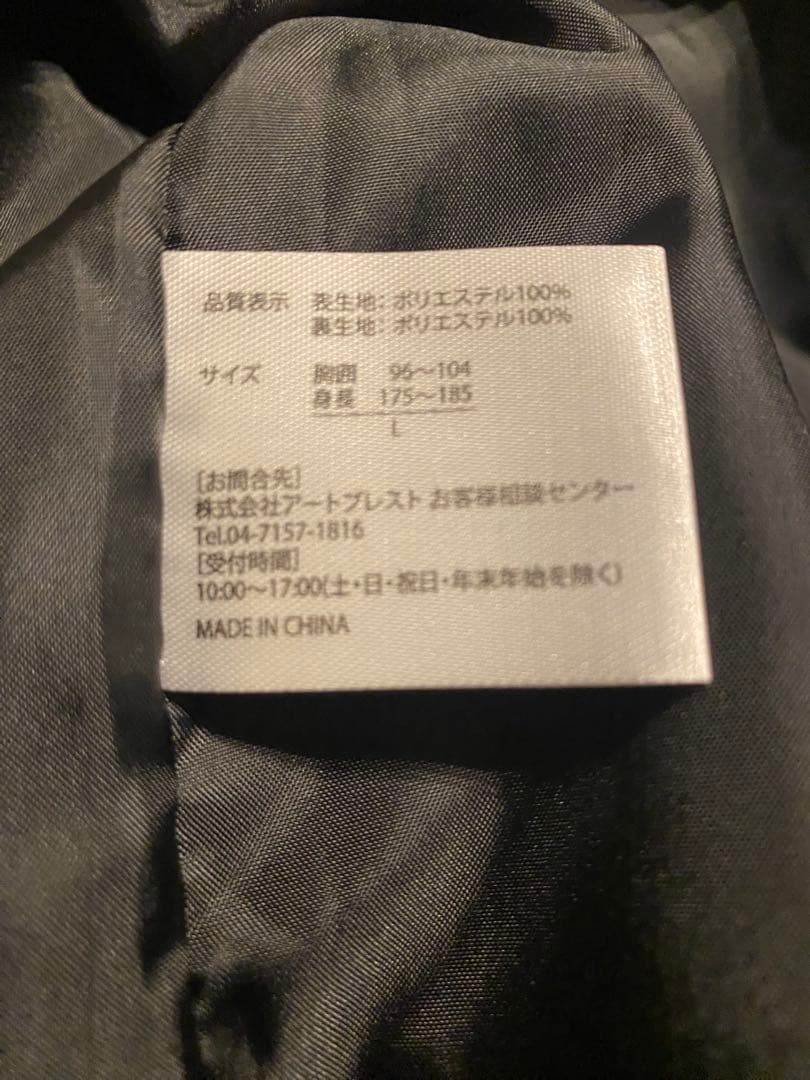 品質表示 表生地: ポリエステル100%
裏生地: ポリエステル100%
サイズ 胸囲 96～104
身長 175～185
L
[お問合先]
株式会社アートブレスト お客様相談センター
Tel.04-7157-1816
[受付時間]
10:00～17:00(土・日・祝日・年末年始を除く)
MADE IN CHINA